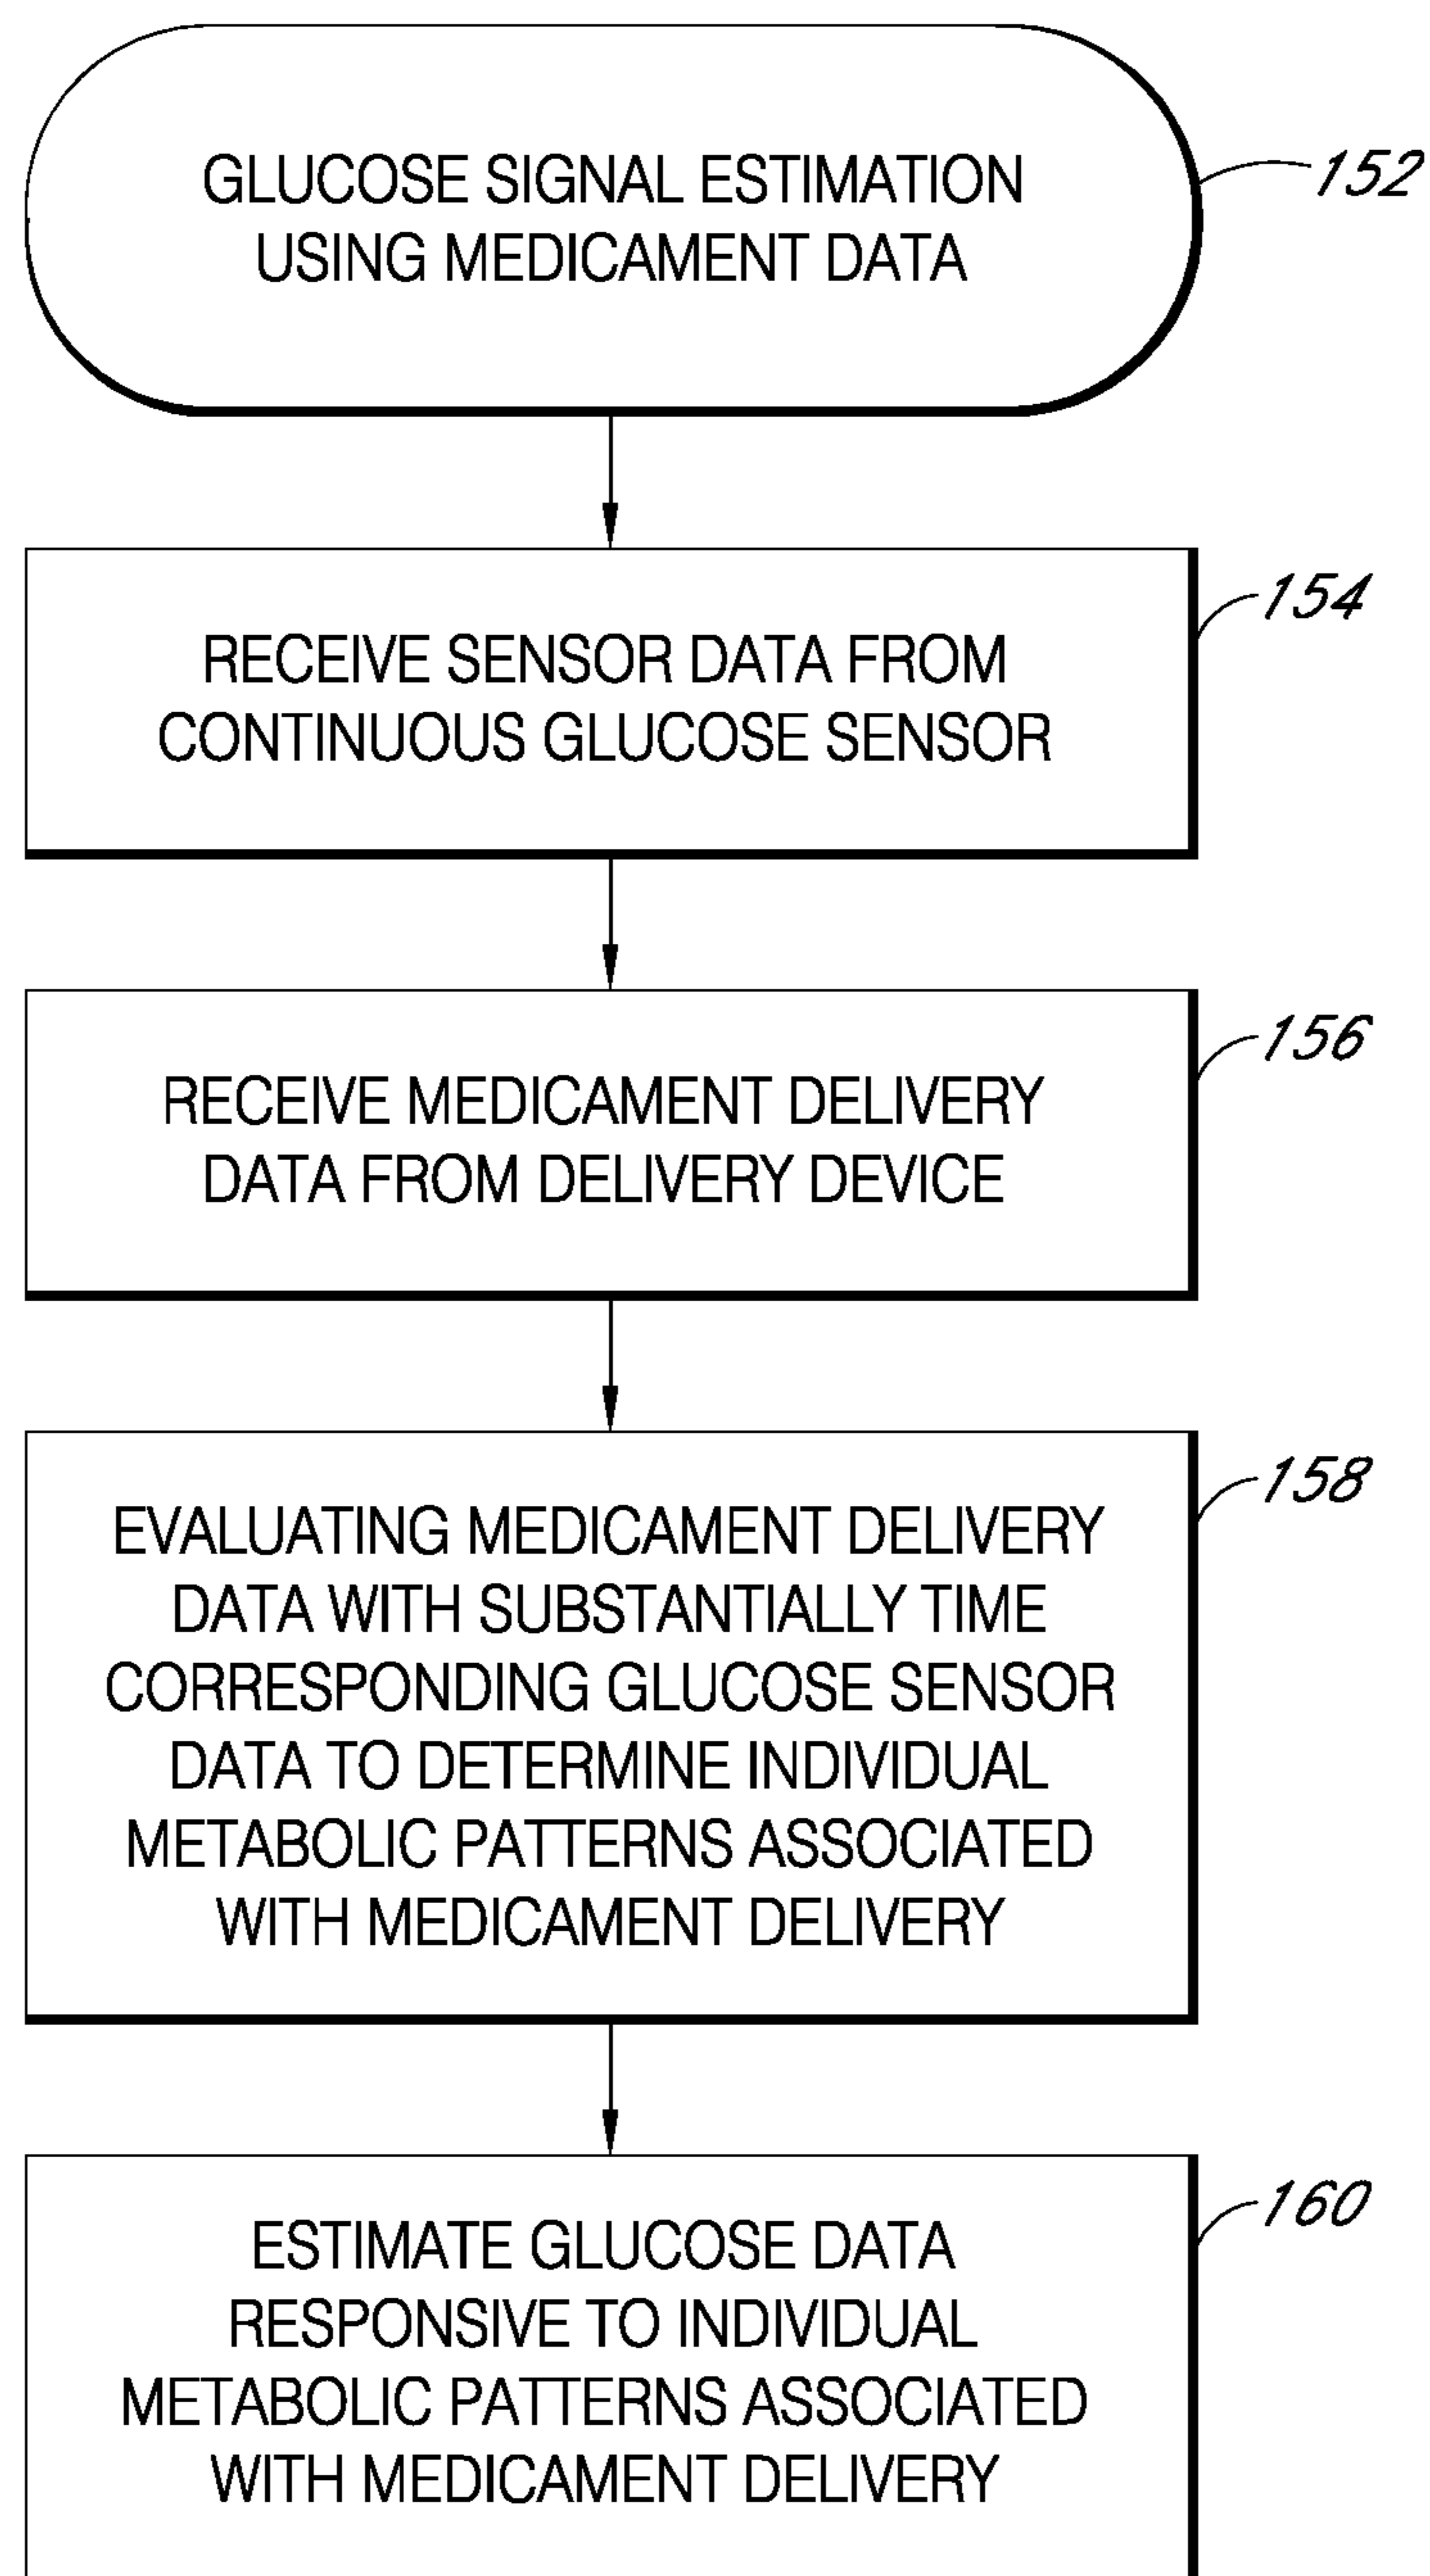 GLUCOSE SIGNAL ESTIMATION
USING MEDICAMENT DATA
152
RECEIVE SENSOR DATA FROM
CONTINUOUS GLUCOSE SENSOR
154
RECEIVE MEDICAMENT DELIVERY
DATA FROM DELIVERY DEVICE
156
EVALUATING MEDICAMENT DELIVERY
DATA WITH SUBSTANTIALLY TIME
CORRESPONDING GLUCOSE SENSOR
DATA TO DETERMINE INDIVIDUAL
METABOLIC PATTERNS ASSOCIATED
WITH MEDICAMENT DELIVERY
158
ESTIMATE GLUCOSE DATA
RESPONSIVE TO INDIVIDUAL
METABOLIC PATTERNS ASSOCIATED
WITH MEDICAMENT DELIVERY
160